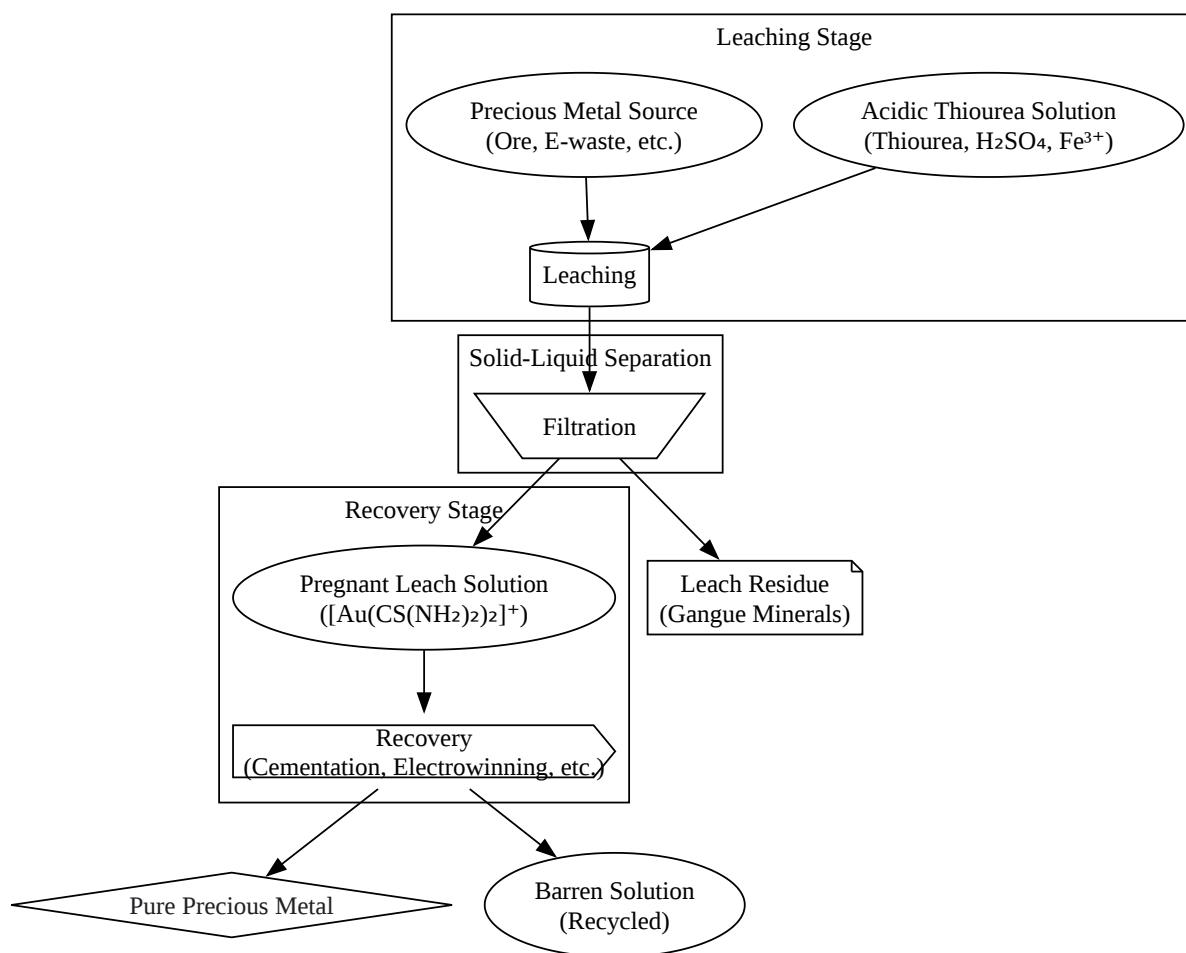 Leaching Stage
Precious Metal Source
(Ore, E-waste, etc.)
Acidic Thiourea Solution
(Thiourea, H₂SO₄, Fe³⁺)
Leaching
Solid-Liquid Separation
Filtration
Recovery Stage
Pregnant Leach Solution
([Au(CS(NH₂)₂)₂]⁺)
Leach Residue
(Gangue Minerals)
Recovery
(Cementation, Electrowinning, etc.)
Pure Precious Metal
Barren Solution
(Recycled)